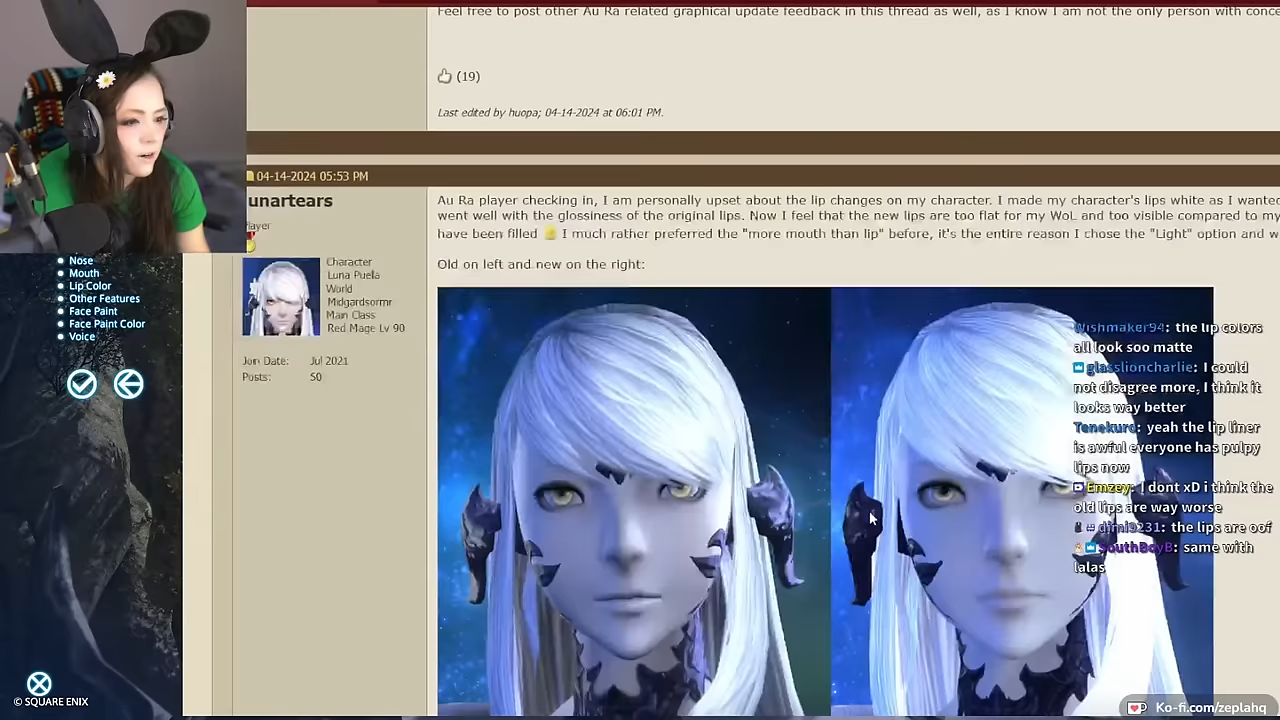 Feel free to post other Au Ra related graphical update feedback in this thread as well, as I know I am not the only person with conce
(19)
Last edited by huopa; 04-14-2024 at 06:01 PM.
04-14-2024 05:53 PM
unartears
layer
Character
Luna Puella
World
Midgardsormr
Main Class
Red Mage Lv 90
Join Date: Jul 2021
Posts: 50
Au Ra player checking in, I am personally upset about the lip changes on my character. I made my character's lips white as I wanted
went well with the glossiness of the original lips. Now I feel that the new lips are too flat for my WoL and too visible compared to my
have been filled I much rather preferred the "more mouth than lip" before, it's the entire reason I chose the "Light" option and w
Old on left and new on the right:
Nose
Mouth
Lip Color
Other Features
Face Paint
Face Paint Color
Voice
© SQUARE ENIX
Wishmaker94: the lip colors
all look soo matte
glasslioncharlie: I could
not disagree more, I think it
looks way better
Tenekuro: yeah the lip liner
is awful everyone has pulpy
lips now
Emzey: I dont xD i think the
old lips are way worse
dimi9231: the lips are oof
SouthBoyB: same with
lalas
Ko-fi.com/zeplahq